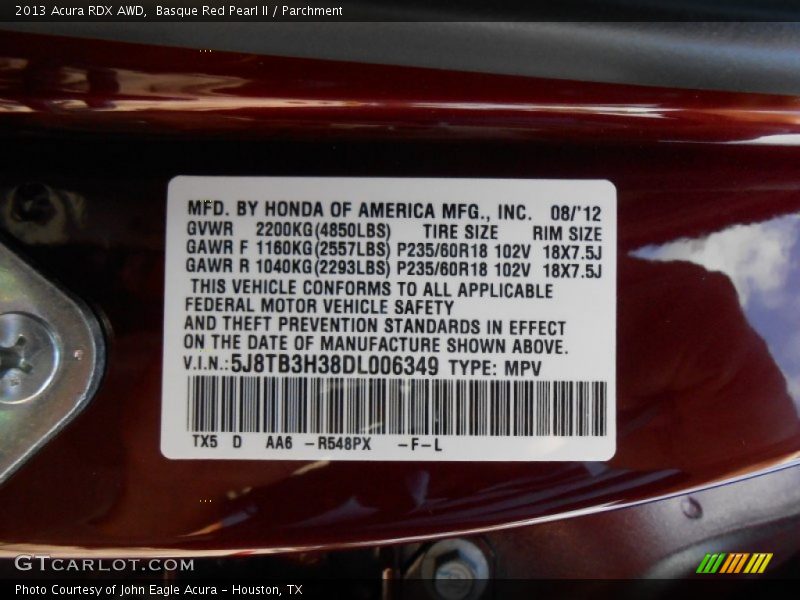 2013 Acura RDX AWD,  Basque Red Pearl II / Parchment
MFD. BY HONDA OF AMERICA MFG., INC. 08/'12
GVWR 2200KG(4850LBS) TIRE SIZE RIM SIZE
GAWR F 1160KG(2557LBS) P235/60R18 102V 18X7.5J
GAWR R 1040KG(2293LBS) P235/60R18 102V 18X7.5J
THIS VEHICLE CONFORMS TO ALL APPLICABLE
FEDERAL MOTOR VEHICLE SAFETY
AND THEFT PREVENTION STANDARDS IN EFFECT
ON THE DATE OF MANUFACTURE SHOWN ABOVE.
V.I.N.:5J8TB3H38DL006349 TYPE: MPV
TX5 D AA6 -R548PX -F-L
GTCARLOT.COM
Photo Courtesy of John Eagle Acura - Houston, TX